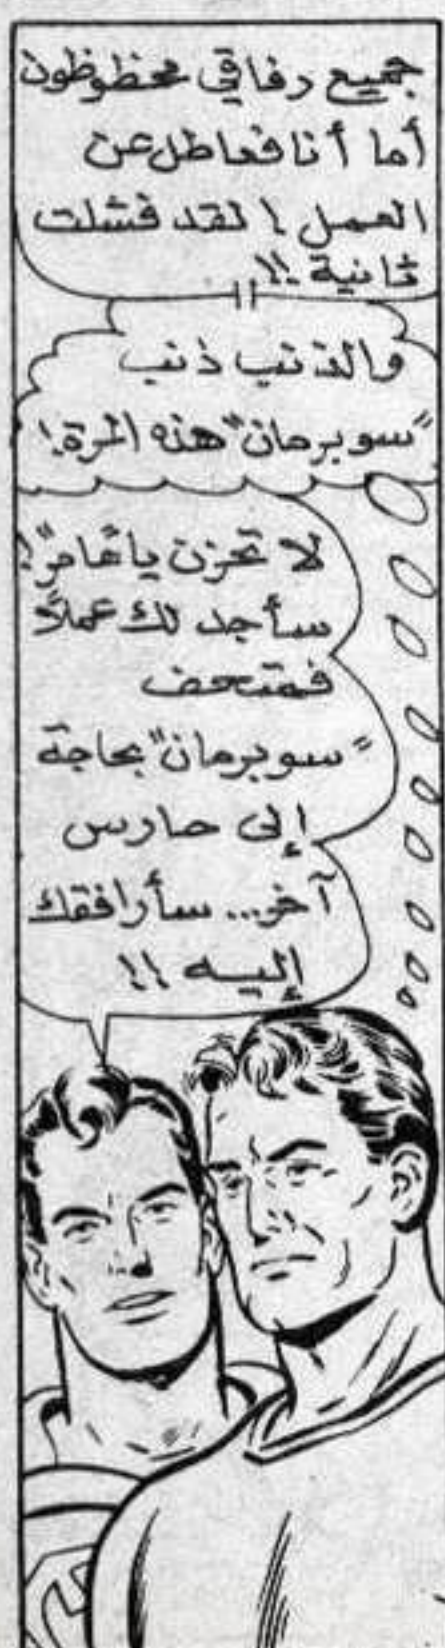 جميع رفاقي محظوظون
أما أنا فعاطل عن
العمل! لقد فشلت
ثانية!!
والذنب ذنب
"سوبرمان" هذه المرة!
لا تحزن يا هامرّ!
سأجد لك عملاً
فمتحف
"سوبرمان" بحاجة
إلى حارس
آخر... سأرافقك
إليه!!